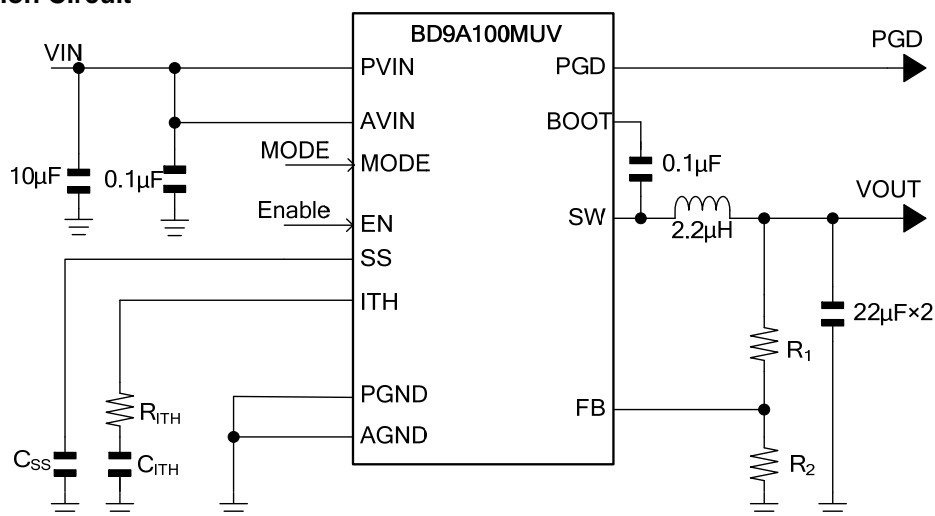 ion Circuit
BD9A100MUV
VIN
PVIN
PGD
PGD
AVIN
BOOT
MODE
MODE
10µF
0.1µF
0.1µF
Enable
EN
SW
2.2µH
VOUT
SS
ITH
22µF×2
R1
PGND
FB
RITH
AGND
CSS
CITH
R2